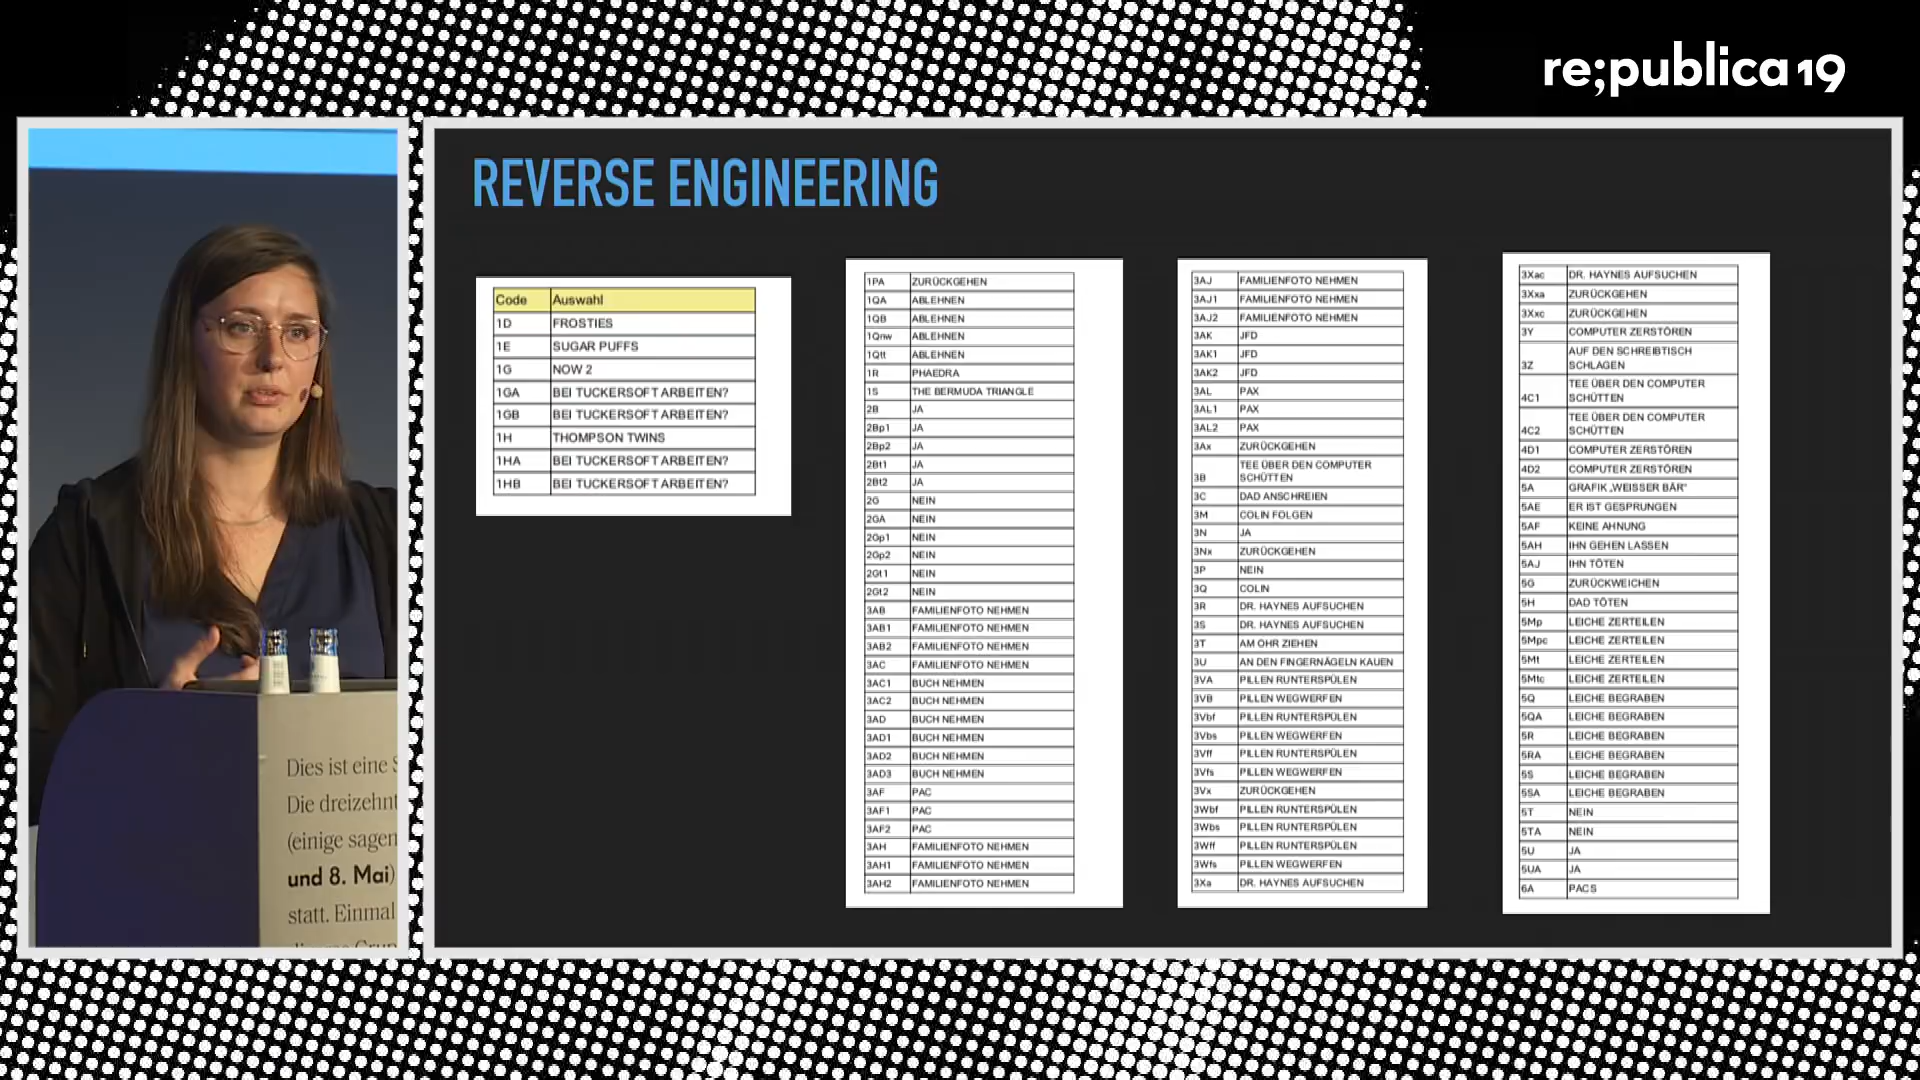 re;publica 19
REVERSE ENGINEERING
Code Auswahl
1D FROSTIES
1E SUGAR PUFFS
1G NOW 2
1GA BEI TUCKERSOFT ARBEITEN?
1GB BEI TUCKERSOFT ARBEITEN?
1H THOMPSON TWINS
1HA BEI TUCKERSOFT ARBEITEN?
1HB BEI TUCKERSOFT ARBEITEN?
1PA ZURÜCKGEHEN
1QA ABLEHNEN
1QB ABLEHNEN
1Qnw ABLEHNEN
1Qtt ABLEHNEN
1R PHAEDRA
1S THE BERMUDA TRIANGLE
2B JA
2Bp1 JA
2Bp2 JA
2Bt1 JA
2Bt2 JA
2G NEIN
2GA NEIN
2Gp1 NEIN
2Gp2 NEIN
2Gt1 NEIN
2Gt2 NEIN
3AB FAMILIENFOTO NEHMEN
3AB1 FAMILIENFOTO NEHMEN
3AB2 FAMILIENFOTO NEHMEN
3AC FAMILIENFOTO NEHMEN
3AC1 BUCH NEHMEN
3AC2 BUCH NEHMEN
3AD BUCH NEHMEN
3AD1 BUCH NEHMEN
3AD2 BUCH NEHMEN
3AD3 BUCH NEHMEN
3AF PAC
3AF1 PAC
3AF2 PAC
3AH FAMILIENFOTO NEHMEN
3AH1 FAMILIENFOTO NEHMEN
3AH2 FAMILIENFOTO NEHMEN
3AJ FAMILIENFOTO NEHMEN
3AJ1 FAMILIENFOTO NEHMEN
3AJ2 FAMILIENFOTO NEHMEN
3AK JFD
3AK1 JFD
3AK2 JFD
3AL PAX
3AL1 PAX
3AL2 PAX
3Ax ZURÜCKGEHEN
TEE ÜBER DEN COMPUTER
3B SCHÜTTEN
3C DAD ANSCHREIEN
3M COLIN FOLGEN
3N JA
3Nx ZURÜCKGEHEN
3P NEIN
3Q COLIN
3R DR. HAYNES AUFSUCHEN
3S DR. HAYNES AUFSUCHEN
3T AM OHR ZIEHEN
3U AN DEN FINGERNÄGELN KAUEN
3VA PILLEN RUNTERSPÜLEN
3VB PILLEN WEGWERFEN
3Vbf PILLEN RUNTERSPÜLEN
3Vbs PILLEN WEGWERFEN
3Vff PILLEN RUNTERSPÜLEN
3Vfs PILLEN WEGWERFEN
3Vx ZURÜCKGEHEN
3Wbf PILLEN RUNTERSPÜLEN
3Wbs PILLEN RUNTERSPÜLEN
3Wff PILLEN RUNTERSPÜLEN
3Wfs PILLEN WEGWERFEN
3Xa DR. HAYNES AUFSUCHEN
3Xac DR. HAYNES AUFSUCHEN
3Xxa ZURÜCKGEHEN
3Xxc ZURÜCKGEHEN
3Y COMPUTER ZERSTÖREN
AUF DEN SCHREIBTISCH
3Z SCHLAGEN
TEE ÜBER DEN COMPUTER
4C1 SCHÜTTEN
TEE ÜBER DEN COMPUTER
4C2 SCHÜTTEN
4D1 COMPUTER ZERSTÖREN
4D2 COMPUTER ZERSTÖREN
5A GRAFIK „WEISSER BÄR“
5AE ER IST GESPRUNGEN
5AF KEINE AHNUNG
5AH IHN GEHEN LASSEN
5AJ IHN TÖTEN
5G ZURÜCKWEICHEN
5H DAD TÖTEN
5Mp LEICHE ZERTEILEN
5Mpc LEICHE ZERTEILEN
5Mt LEICHE ZERTEILEN
5Mtc LEICHE ZERTEILEN
5Q LEICHE BEGRABEN
5QA LEICHE BEGRABEN
5R LEICHE BEGRABEN
5RA LEICHE BEGRABEN
5S LEICHE BEGRABEN
5SA LEICHE BEGRABEN
5T NEIN
5TA NEIN
5U JA
5UA JA
6A PACS
Dies ist eine S
Die dreizehnt
(einige sagen
und 8. Mai)
statt. Einmal